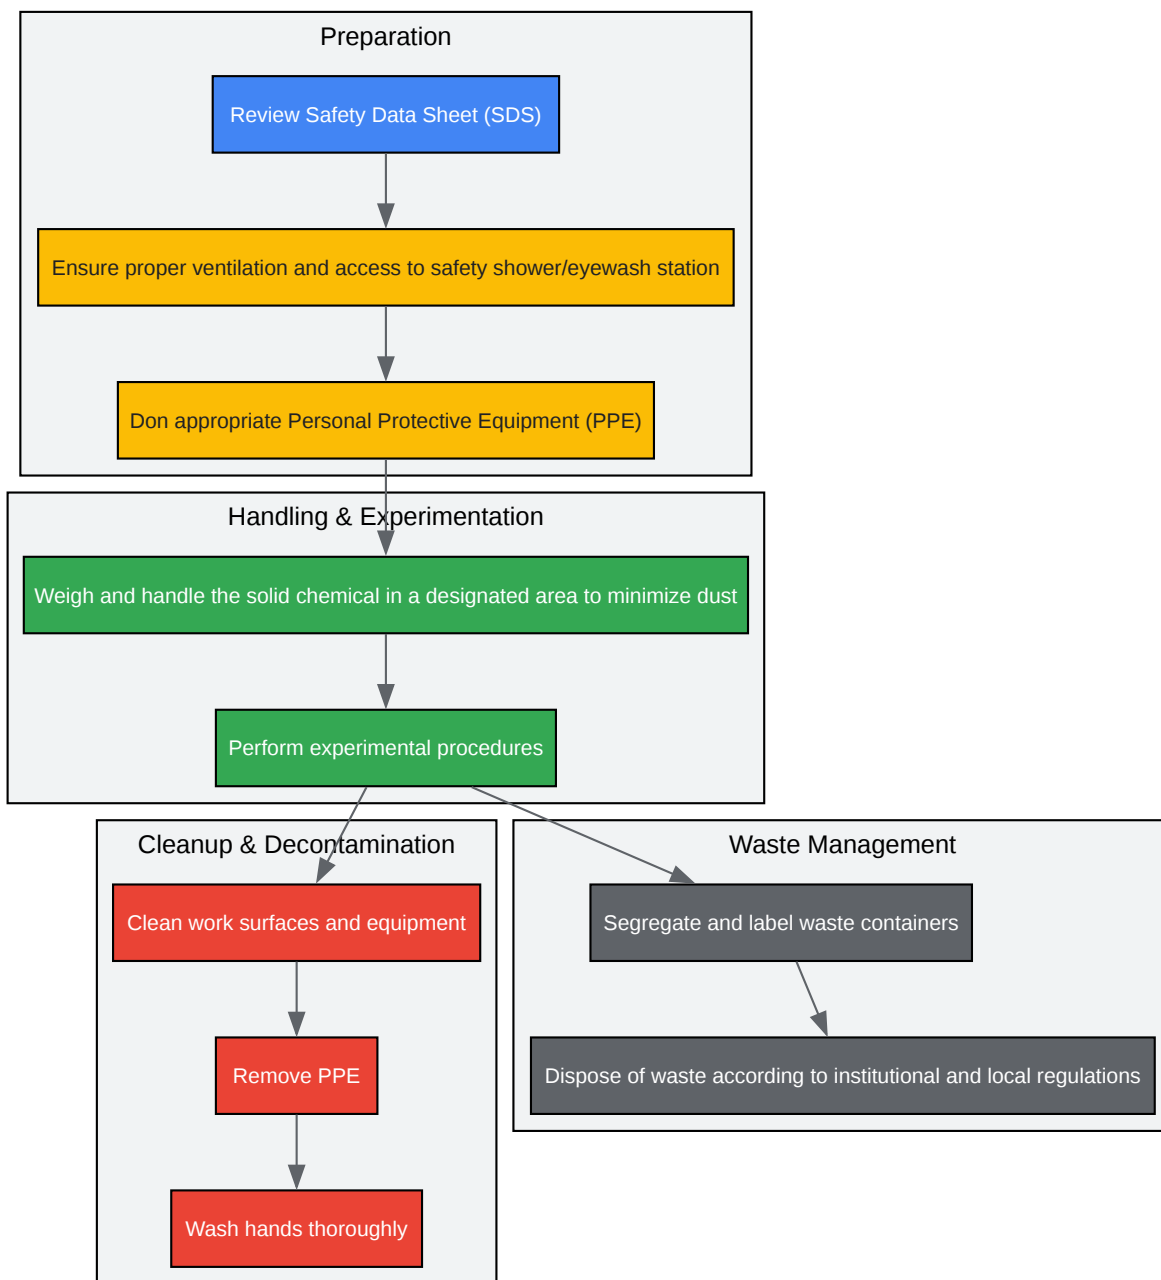 Preparation
Review Safety Data Sheet (SDS)
Ensure proper ventilation and access to safety shower/eyewash station
Don appropriate Personal Protective Equipment (PPE)
Handling & Experimentation
Weigh and handle the solid chemical in a designated area to minimize dust
Perform experimental procedures
Cleanup & Decontamination
Clean work surfaces and equipment
Remove PPE
Wash hands thoroughly
Waste Management
Segregate and label waste containers
Dispose of waste according to institutional and local regulations